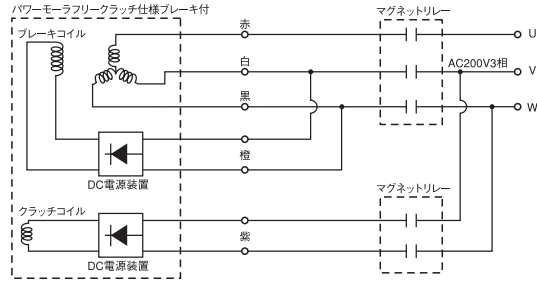 パワーモーラフリークラッチ仕様ブレーキ付
マグネットリレー
赤
U
ブレーキコイル
白
AC200V3相
V
黒
W
橙
DC電源装置
クラッチコイル
マグネットリレー
紫
DC電源装置